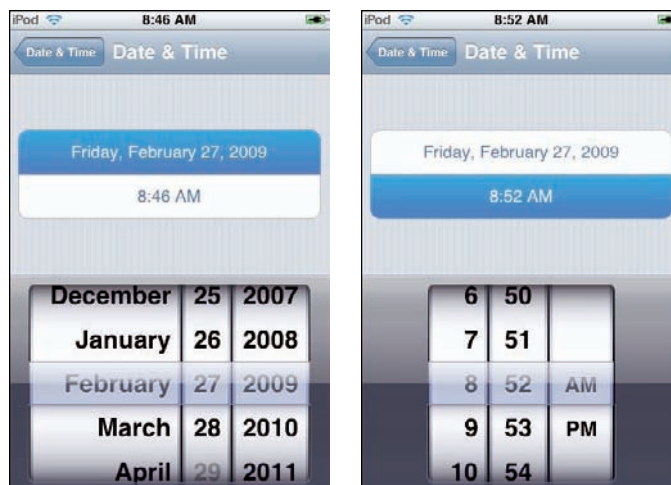 iPod 8:46 AM
Date & Time Date & Time
Friday, February 27, 2009
8:46 AM
December 25 2007
January 26 2008
February 27 2009
March 28 2010
April 29 2011
iPod 8:52 AM
Date & Time Date & Time
Friday, February 27, 2009
8:52 AM
6 50
7 51
8 52 AM
9 53 PM
10 54